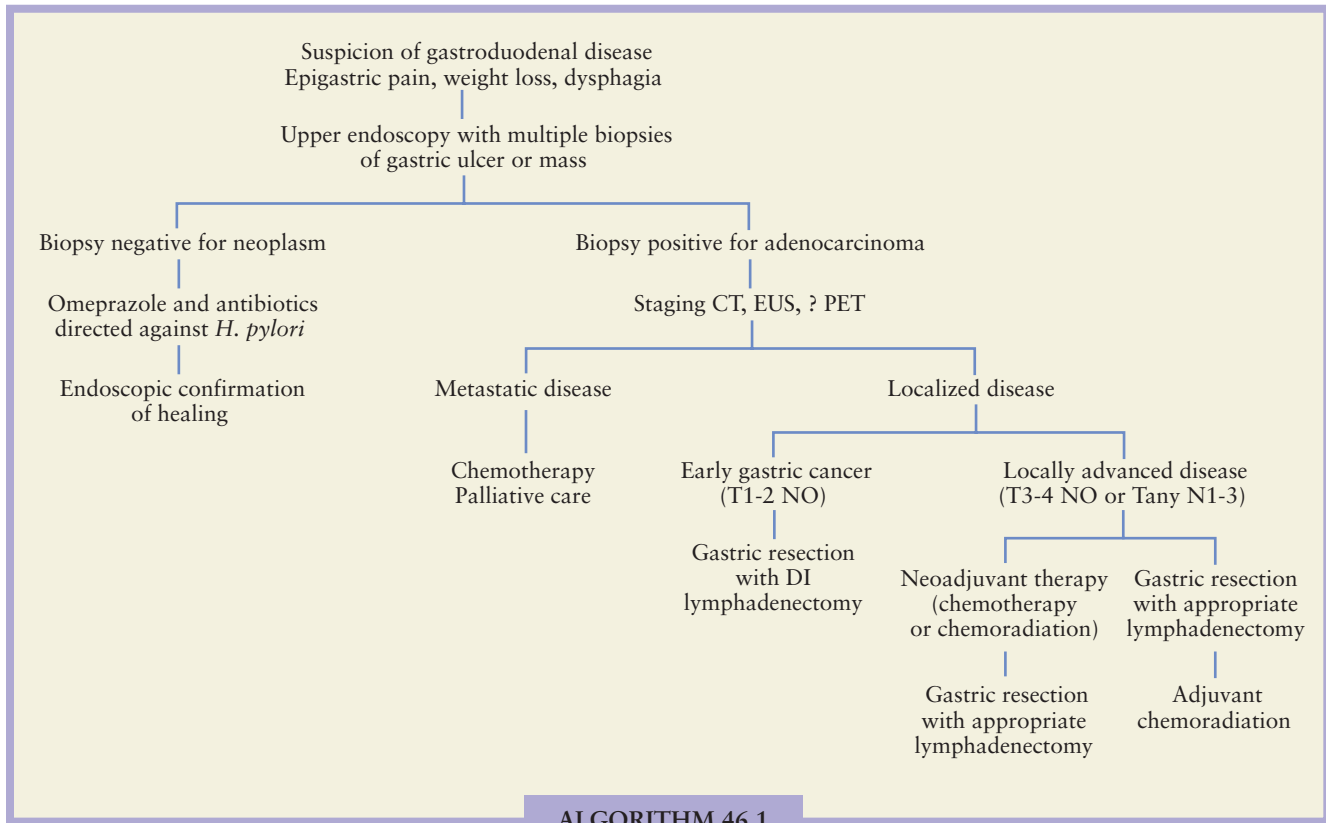 Suspicion of gastroduodenal disease
Epigastric pain, weight loss, dysphagia
Upper endoscopy with multiple biopsies
of gastric ulcer or mass
Biopsy negative for neoplasm
Biopsy positive for adenocarcinoma
Omeprazole and antibiotics
directed against H. pylori
Staging CT, EUS, ? PET
Endoscopic confirmation
of healing
Metastatic disease
Localized disease
Chemotherapy
Palliative care
Early gastric cancer
(T1-2 NO)
Locally advanced disease
(T3-4 NO or Tany N1-3)
Gastric resection
with DI
lymphadenectomy
Neoadjuvant therapy
(chemotherapy
or chemoradiation)
Gastric resection
with appropriate
lymphadenectomy
Gastric resection
with appropriate
lymphadenectomy
Adjuvant
chemoradiation
ALGORITHM 46.1